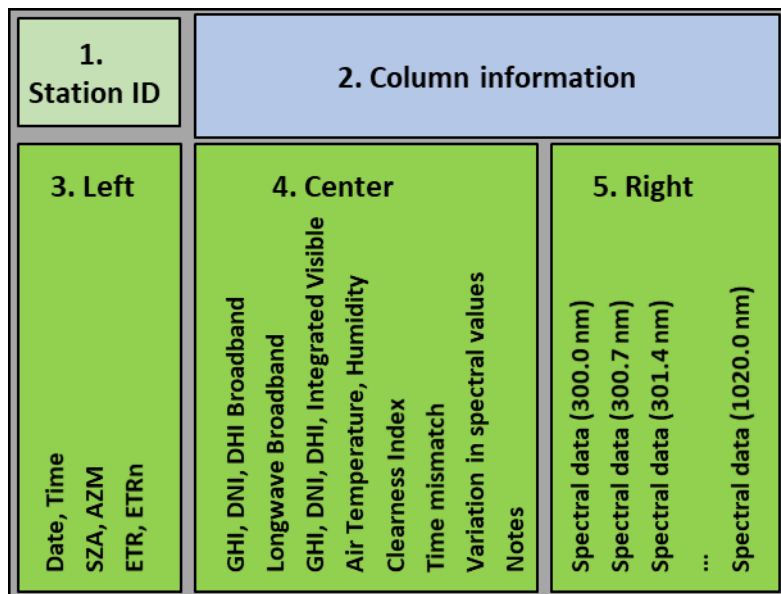 1.
Station ID
2. Column information
3. Left
Date, Time
SZA, AZM
ETR, ETRn
4. Center
GHI, DNI, DHI Broadband
Longwave Broadband
GHI, DNI, DHI, Integrated Visible
Air Temperature, Humidity
Clearness Index
Time mismatch
Variation in spectral values
Notes
5. Right
Spectral data (300.0 nm)
Spectral data (300.7 nm)
Spectral data (301.4 nm)
...
Spectral data (1020.0 nm)